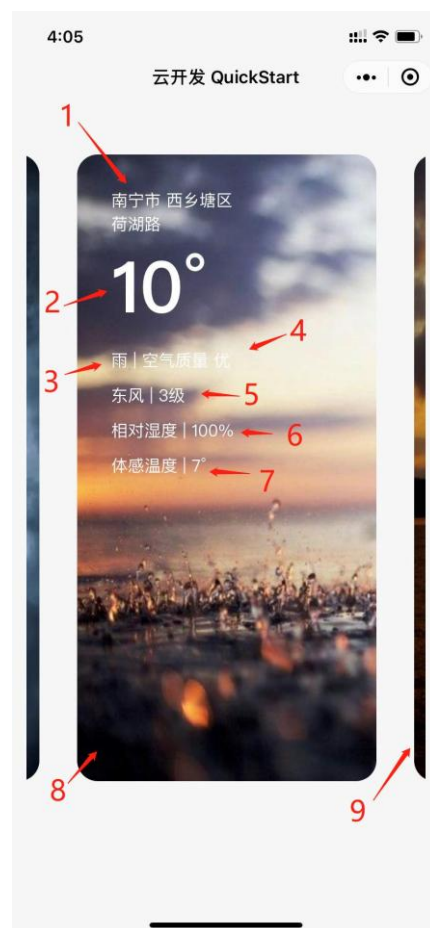 4:05
云开发 QuickStart
1
南宁市 西乡塘区
荷湖路
2
10°
4
3
雨 | 空气质量 优
东风 | 3级
5
相对湿度 | 100%
6
体感温度 | 7°
7
8
9